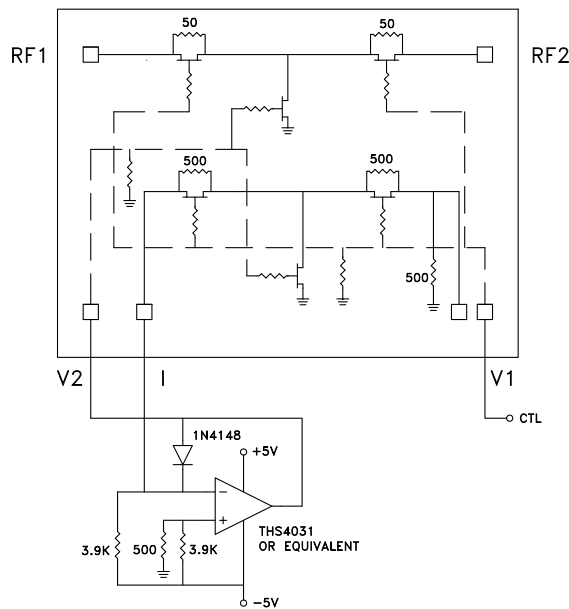 50
50
RF1
RF2
500
500
500
V2
I
V1
CTL
1N4148
+5V
−
+
THS4031
OR EQUIVALENT
3.9K
500
3.9K
−5V